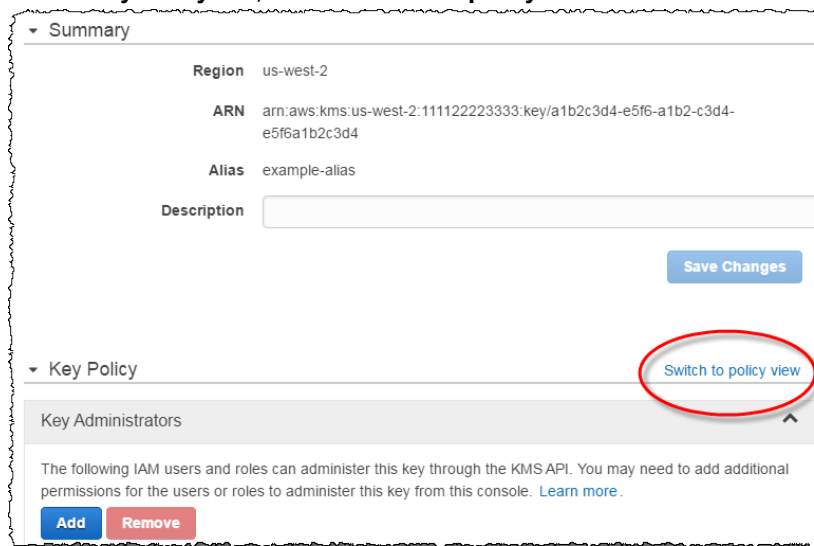 Summary
Region us-west-2
ARN arn:aws:kms:us-west-2:111122223333:key/a1b2c3d4-e5f6-a1b2-c3d4-
e5f6a1b2c3d4
Alias example-alias
Description
Save Changes
Key Policy Switch to policy view
Key Administrators
The following IAM users and roles can administer this key through the KMS API. You may need to add additional
permissions for the users or roles to administer this key from this console. Learn more.
Add Remove